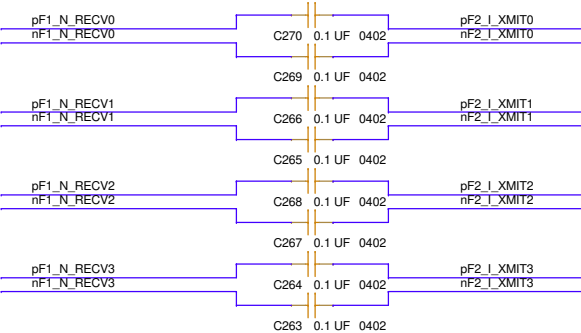 pF1_N_RECV0 pF2_I_XMIT0
nF1_N_RECV0 C270 0.1 UF 0402 nF2_I_XMIT0
C269 0.1 UF 0402
pF1_N_RECV1 pF2_I_XMIT1
nF1_N_RECV1 C266 0.1 UF 0402 nF2_I_XMIT1
C265 0.1 UF 0402
pF1_N_RECV2 pF2_I_XMIT2
nF1_N_RECV2 C268 0.1 UF 0402 nF2_I_XMIT2
C267 0.1 UF 0402
pF1_N_RECV3 pF2_I_XMIT3
nF1_N_RECV3 C264 0.1 UF 0402 nF2_I_XMIT3
C263 0.1 UF 0402